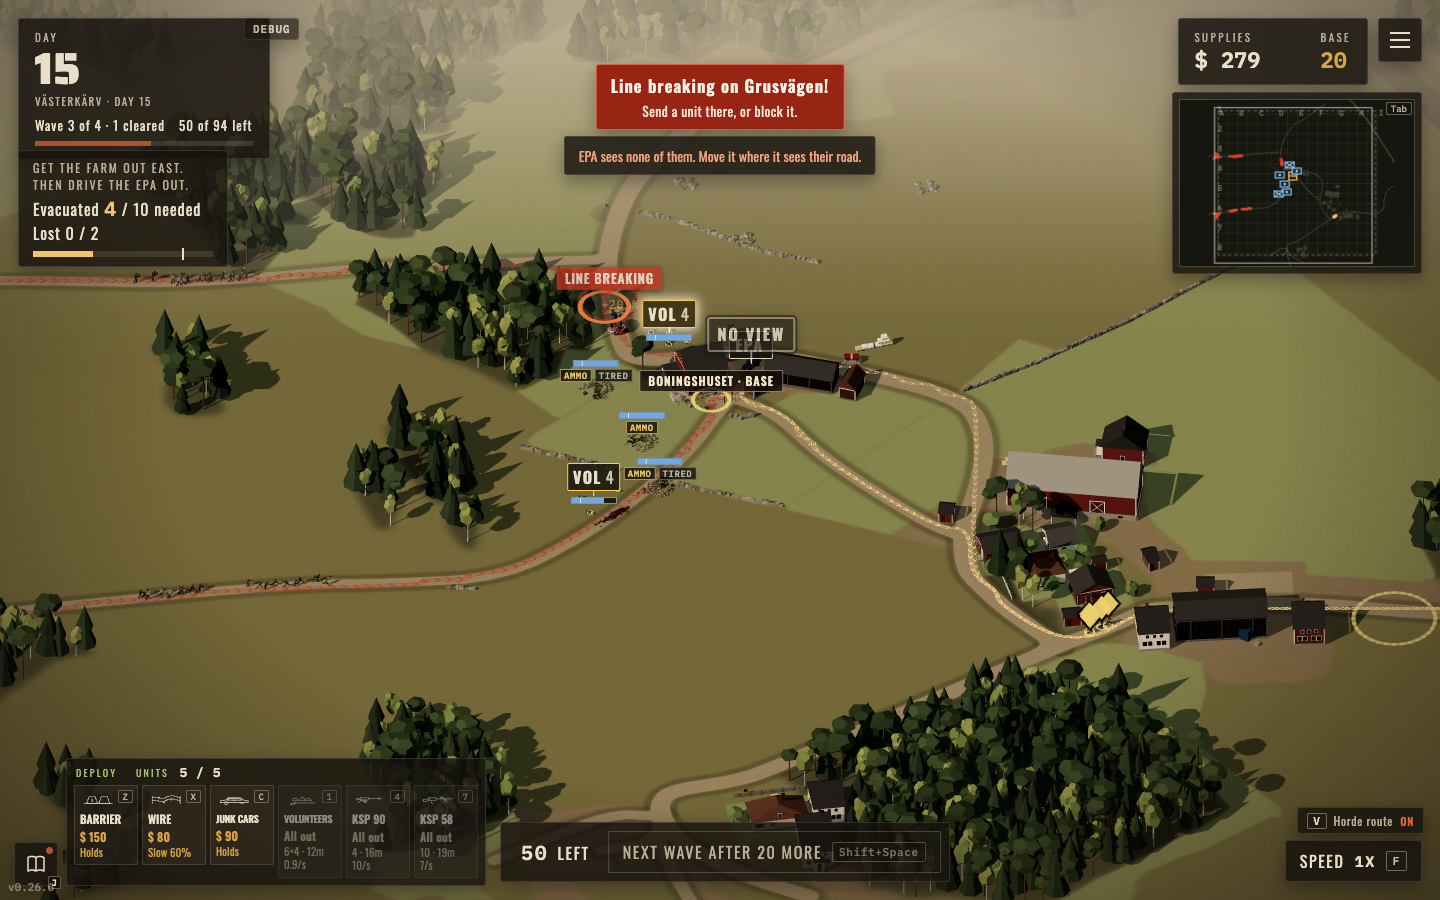 DAY
DEBUG
15
VÄSTERKÄRV · DAY 15
Wave 3 of 4 · 1 cleared 50 of 94 left
GET THE FARM OUT EAST.
THEN DRIVE THE EPA OUT.
Evacuated 4 / 10 needed
Lost 0 / 2
Line breaking on Grusvägen!
Send a unit there, or block it.
EPA sees none of them. Move it where it sees their road.
SUPPLIES BASE
$ 279 20
Tab
LINE BREAKING
VOL 4
NO VIEW
EPA
AMMO TIRED
BONINGSHUSET · BASE
AMMO
VOL 4
AMMO TIRED
DEPLOY UNITS 5 / 5
Z X C 1 4 7
BARRIER WIRE JUNK CARS VOLUNTEERS KSP 90 KSP 58
$ 150 $ 80 $ 90 All out All out All out
Holds Slow 60% Holds 6·4 · 12m 4 · 16m 10 · 19m
0.9/s 10/s 7/s
J
v0.26.
50 LEFT NEXT WAVE AFTER 20 MORE Shift+Space
V Horde route ON
SPEED 1X F